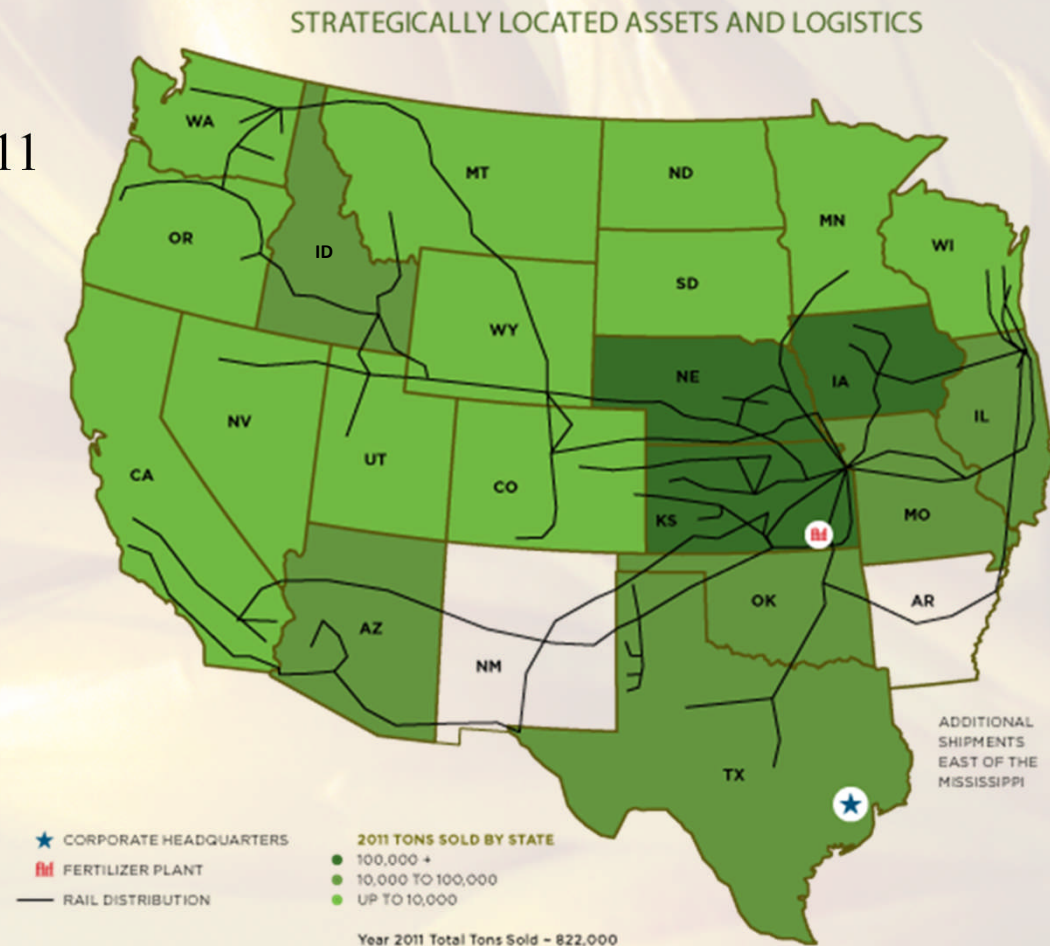 STRATEGICALLY LOCATED ASSETS AND LOGISTICS
11
WA
MT
ND
MN
OR
ID
WI
SD
WY
NE
IA
NV
IL
UT
CA
CO
KS
MO
OK
AR
AZ
NM
TX
ADDITIONAL
SHIPMENTS
EAST OF THE
MISSISSIPPI
CORPORATE HEADQUARTERS
FERTILIZER PLANT
RAIL DISTRIBUTION
2011 TONS SOLD BY STATE
100,000 +
10,000 TO 100,000
UP TO 10,000
Year 2011 Total Tons Sold ~ 822,000